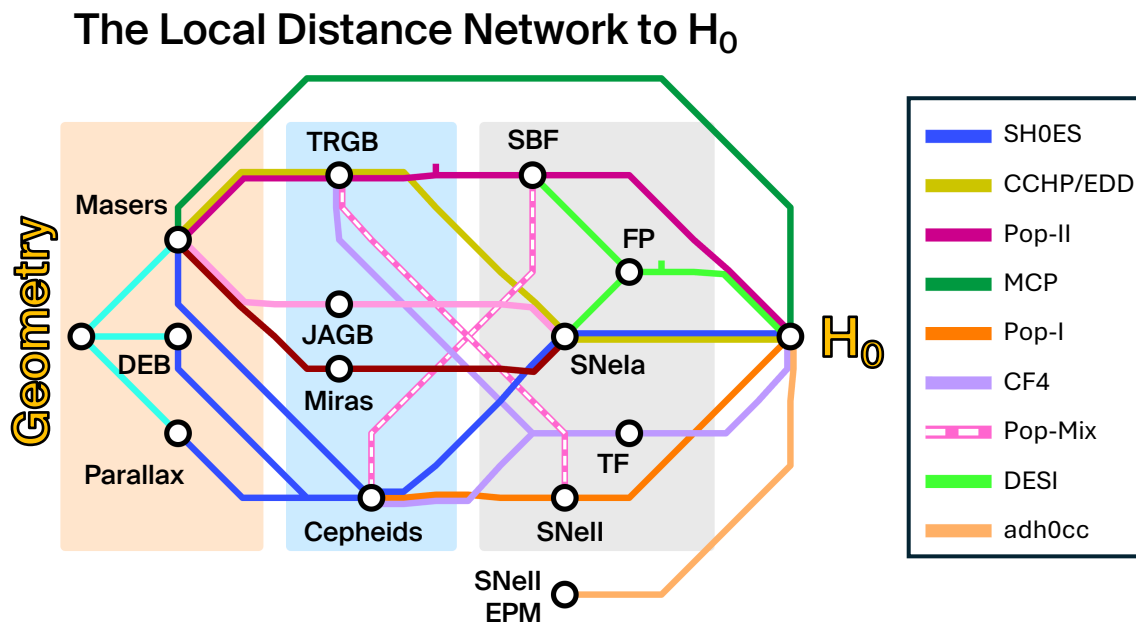 The Local Distance Network to H0
Geometry
Masers
DEB
Parallax
TRGB
JAGB
Miras
Cepheids
SBF
FP
SNeIa
TF
SNeII
SNeII
EPM
H0
SH0ES
CCHP/EDD
Pop-II
MCP
Pop-I
CF4
Pop-Mix
DESI
adh0cc